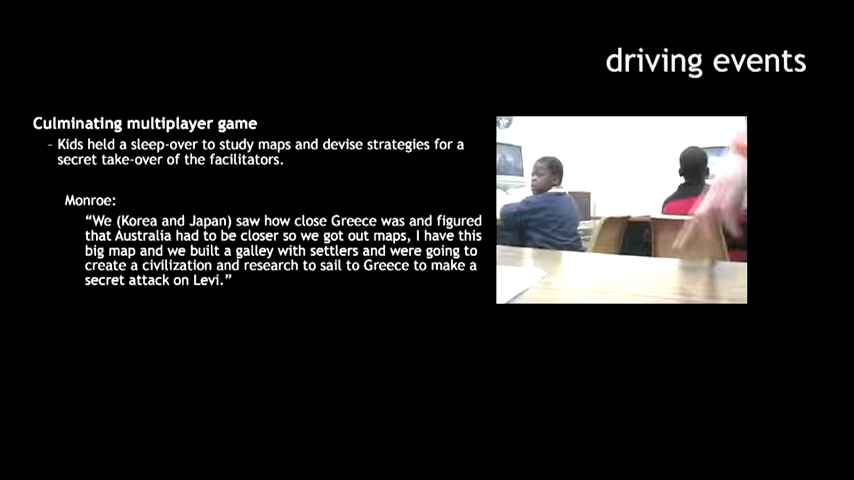 driving events
Culminating multiplayer game
- Kids held a sleep-over to study maps and devise strategies for a
secret take-over of the facilitators.
Monroe:
“We (Korea and Japan) saw how close Greece was and figured
that Australia had to be closer so we got out maps, I have this
big map and we built a galley with settlers and were going to
create a civilization and research to sail to Greece to make a
secret attack on Levi.”